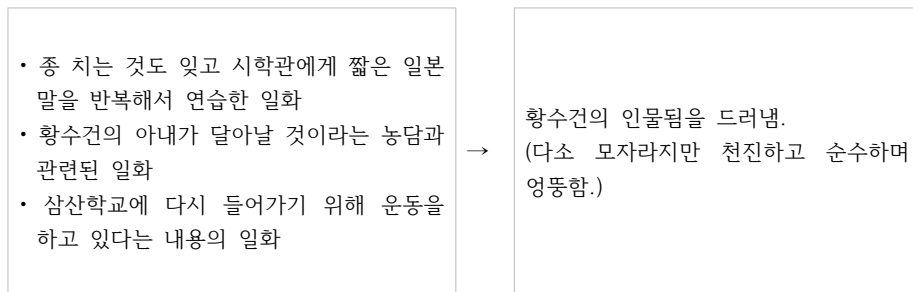 • 종 치는 것도 잊고 시학관에게 짧은 일본
말을 반복해서 연습한 일화
• 황수건의 아내가 달아날 것이라는 농담과
관련된 일화
• 삼산학교에 다시 들어가기 위해 운동을
하고 있다는 내용의 일화
→
황수건의 인물됨을 드러냄.
(다소 모자라지만 천진하고 순수하며
엉뚱함.)